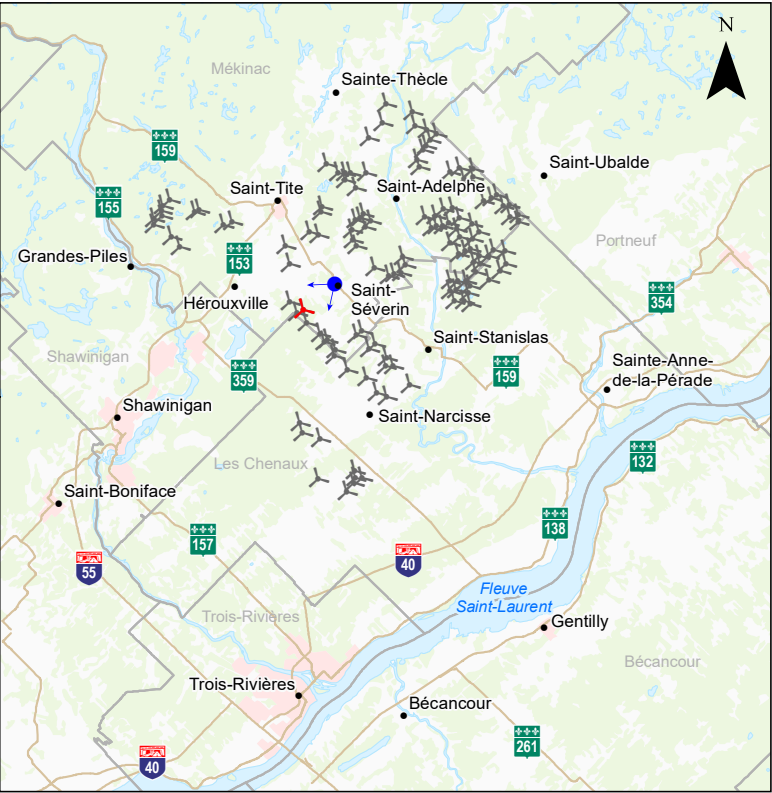 N
Mékinac
Sainte-Thècle
159
Saint-Ubalde
Saint-Tite
Saint-Adelphe
155
Portneuf
Grandes-Piles
153
354
Hérouxville
Saint-
Séverin
Saint-Stanislas
Shawinigan
Sainte-Anne-
de-la-Pérade
359
159
Shawinigan
Saint-Narcisse
Les Chenaux
132
Saint-Boniface
138
157
40
55
Fleuve
Saint-Laurent
Trois-Rivières
Gentilly
Bécancour
Trois-Rivières
Bécancour
261
40